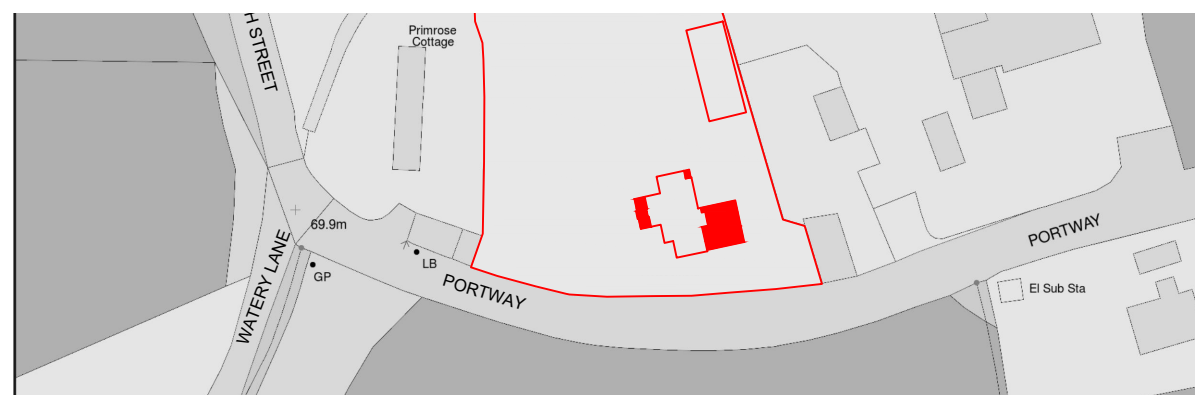 H STREET
Primrose
Cottage
69.9m
WATERY LANE
GP
LB
PORTWAY
PORTWAY
El Sub Sta